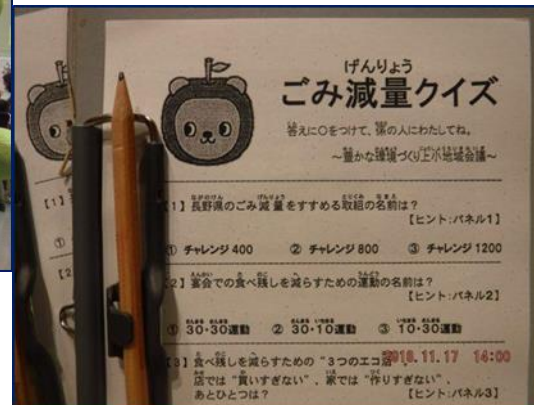 げんりょう
ごみ減量クイズ
答えに○をつけて、係の人にわたしてね。
～豊かな環境づくり上小地域会議～
【1】長野県のごみ減量をすすめる取組の名前は？
【ヒント:パネル1】
① チャレンジ 400 ② チャレンジ 800 ③ チャレンジ 1200
【2】宴会での食べ残しを減らすための運動の名前は？
【ヒント:パネル2】
① 30・30運動 ② 30・10運動 ③ 10・30運動
【3】食べ残しを減らすための “3つのエコ
2018.11.17 14:00
店では “買いすぎない”、家では “作りすぎない”、
あとひとつは？
【ヒント:パネル3】